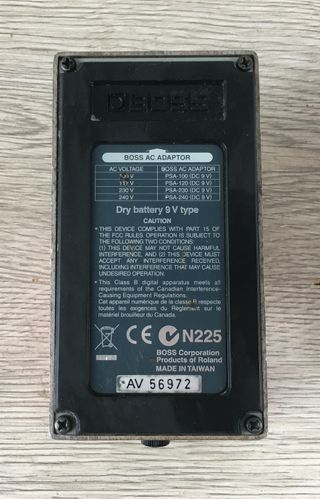 BOSS
BOSS AC ADAPTOR
AC VOLTAGE BOSS AC ADAPTOR
100 V PSA-100 (DC 9 V)
117 V PSA-120 (DC 9 V)
230 V PSA-230 (DC 9 V)
240 V PSA-240 (DC 9 V)
Dry battery 9 V type
CAUTION
* THIS DEVICE COMPLIES WITH PART 15 OF
THE FCC RULES. OPERATION IS SUBJECT TO
THE FOLLOWING TWO CONDITIONS:
(1) THIS DEVICE MAY NOT CAUSE HARMFUL
INTERFERENCE, AND (2) THIS DEVICE MUST
ACCEPT ANY INTERFERENCE RECEIVED,
INCLUDING INTERFERENCE THAT MAY CAUSE
UNDESIRED OPERATION.
* This Class B digital apparatus meets all
requirements of the Canadian Interference-
Causing Equipment Regulations.
Cet appareil numérique de la classe B respecte
toutes les exigences du Règlement sur le
matériel brouilleur du Canada.
CE N225
BOSS Corporation
Products of Roland
MADE IN TAIWAN
AV 56972